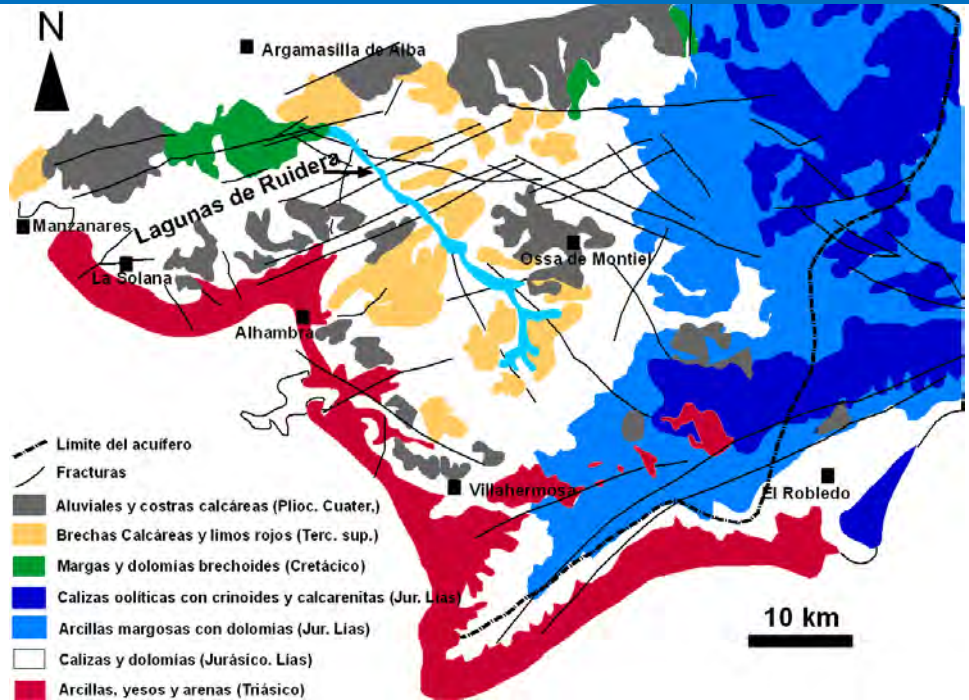 N
Argamasilla de Alba
Lagunas de Ruidera
Manzanares
La Solana
Ossa de Montiel
Alhambra
Villahermosa
El Robledo
Límite del acuífero
Fracturas
Aluviales y costras calcáreas (Plioc. Cuater.)
Brechas Calcáreas y limos rojos (Terc. sup.)
Margas y dolomías brechoides (Cretácico)
Calizas oolíticas con crinoides y calcarenitas (Jur. Lías)
Arcillas margosas con dolomías (Jur. Lías)
Calizas y dolomías (Jurásico. Lías)
Arcillas, yesos y arenas (Triásico)
10 km